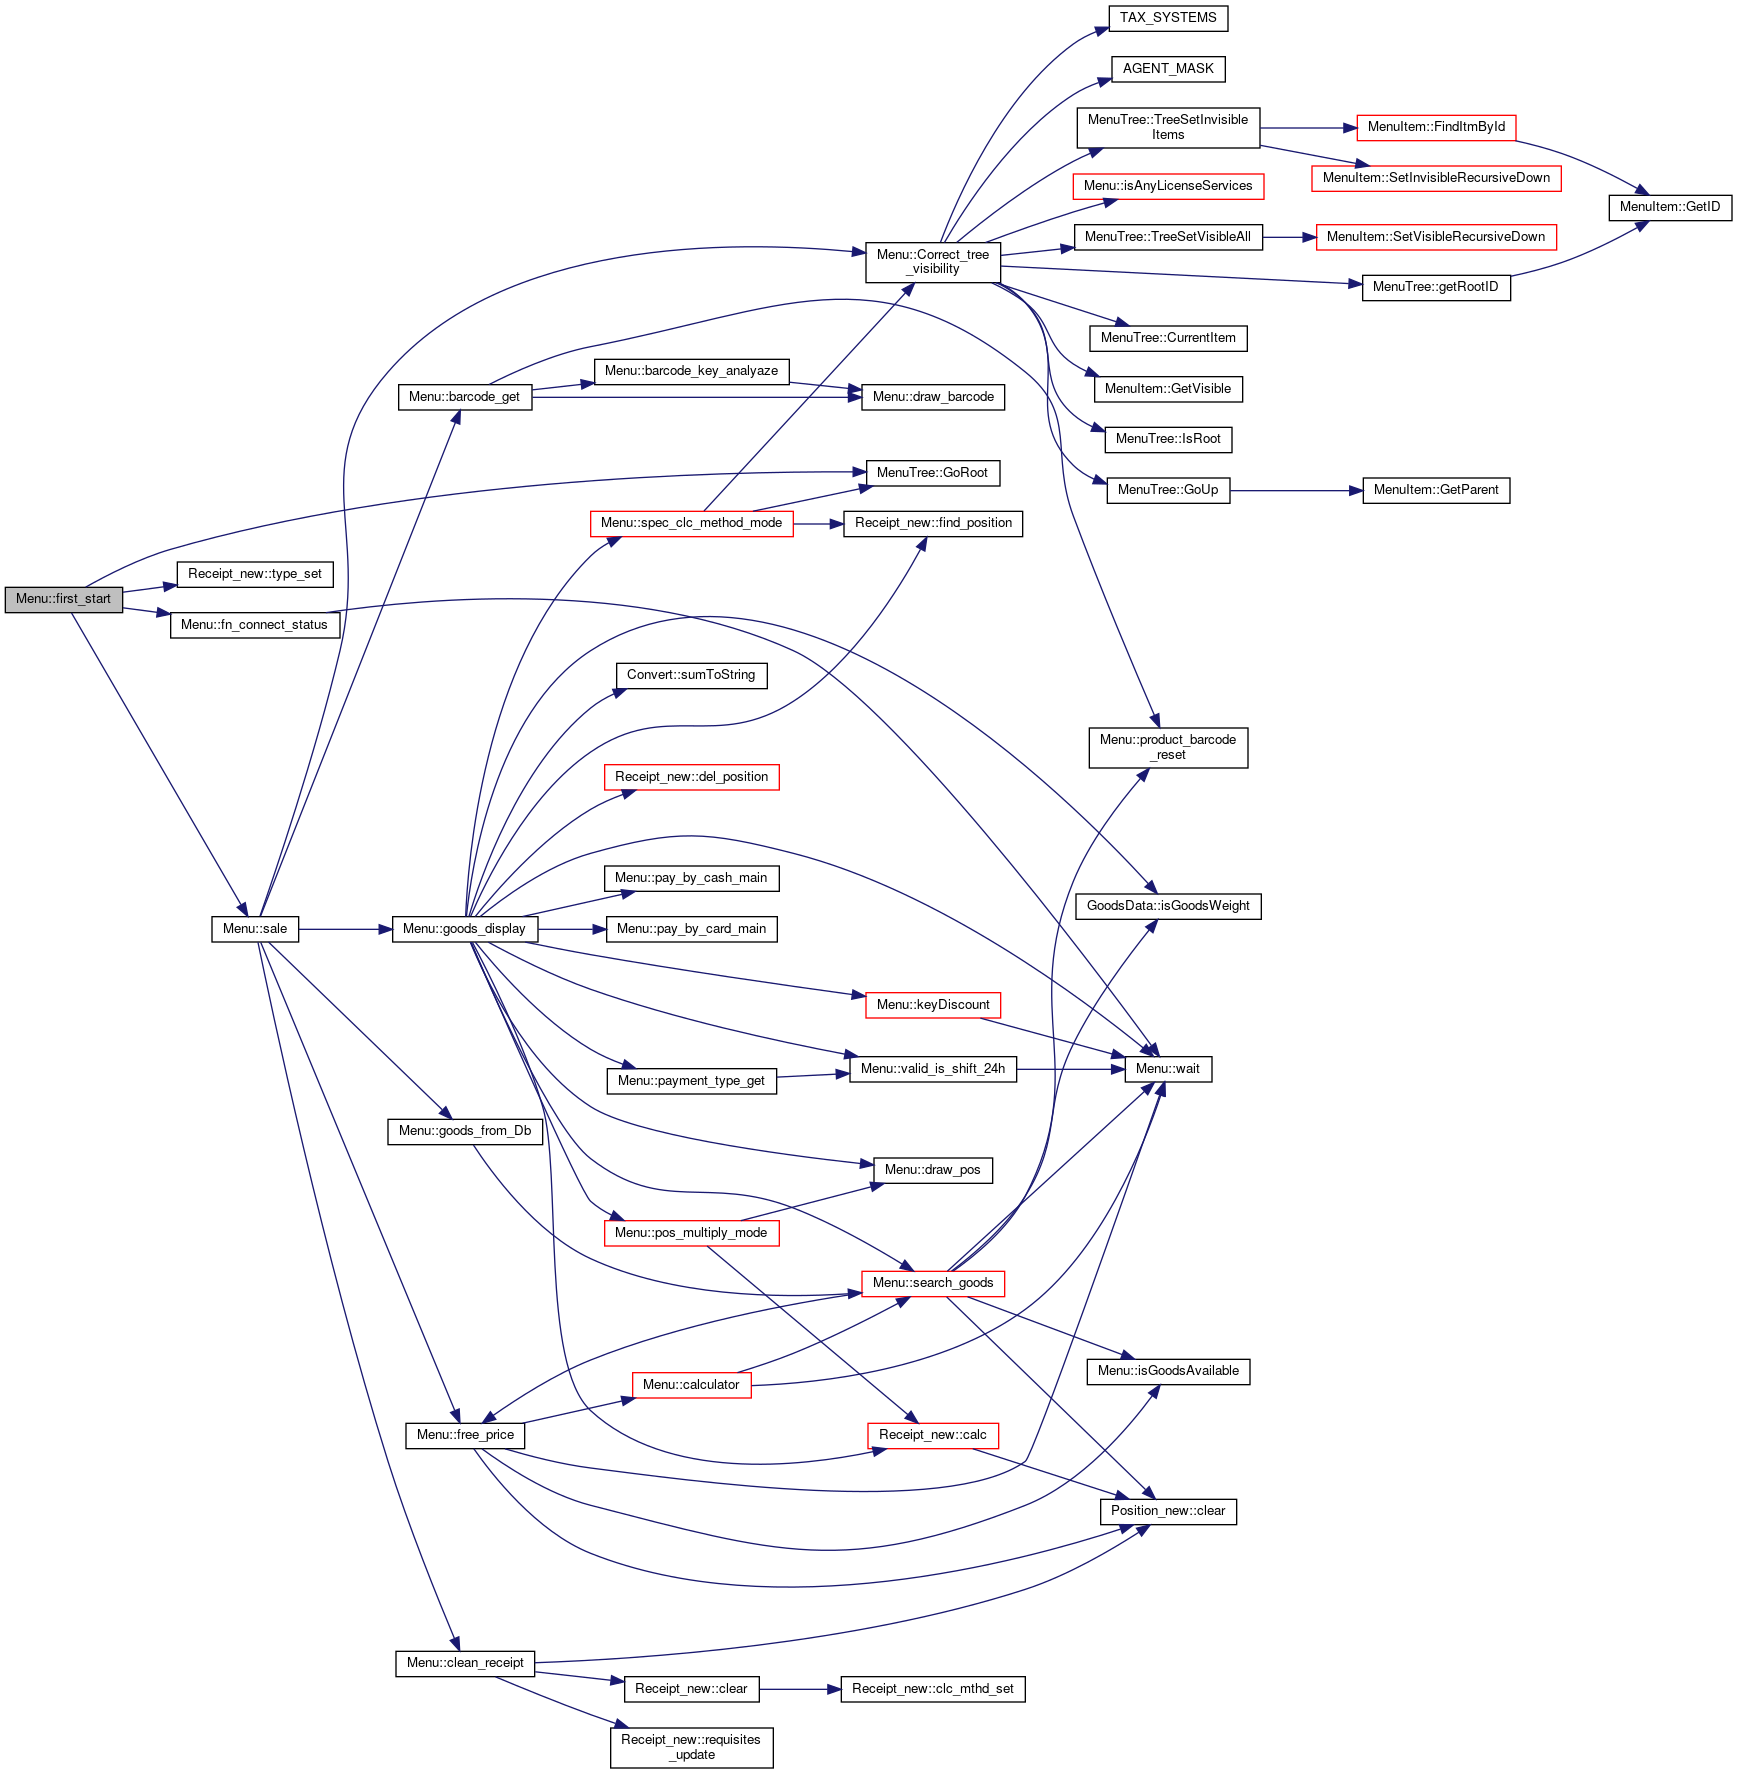 TAX_SYSTEMS
AGENT_MASK
MenuTree::TreeSetInvisible
Items
MenuItem::FindItmById
MenuItem::SetInvisibleRecursiveDown
Menu::isAnyLicenseServices
MenuItem::GetID
MenuTree::TreeSetVisibleAll
MenuItem::SetVisibleRecursiveDown
Menu::Correct_tree
_visibility
MenuTree::getRootID
MenuTree::CurrentItem
Menu::barcode_key_analyaze
MenuItem::GetVisible
Menu::barcode_get
Menu::draw_barcode
MenuTree::IsRoot
MenuTree::GoRoot
MenuTree::GoUp
MenuItem::GetParent
Menu::spec_clc_method_mode
Receipt_new::find_position
Receipt_new::type_set
Menu::first_start
Menu::fn_connect_status
Convert::sumToString
Menu::product_barcode
_reset
Receipt_new::del_position
Menu::pay_by_cash_main
GoodsData::isGoodsWeight
Menu::sale
Menu::goods_display
Menu::pay_by_card_main
Menu::keyDiscount
Menu::valid_is_shift_24h
Menu::wait
Menu::payment_type_get
Menu::goods_from_Db
Menu::draw_pos
Menu::pos_multiply_mode
Menu::search_goods
Menu::isGoodsAvailable
Menu::calculator
Menu::free_price
Receipt_new::calc
Position_new::clear
Menu::clean_receipt
Receipt_new::clear
Receipt_new::clc_mthd_set
Receipt_new::requisites
_update